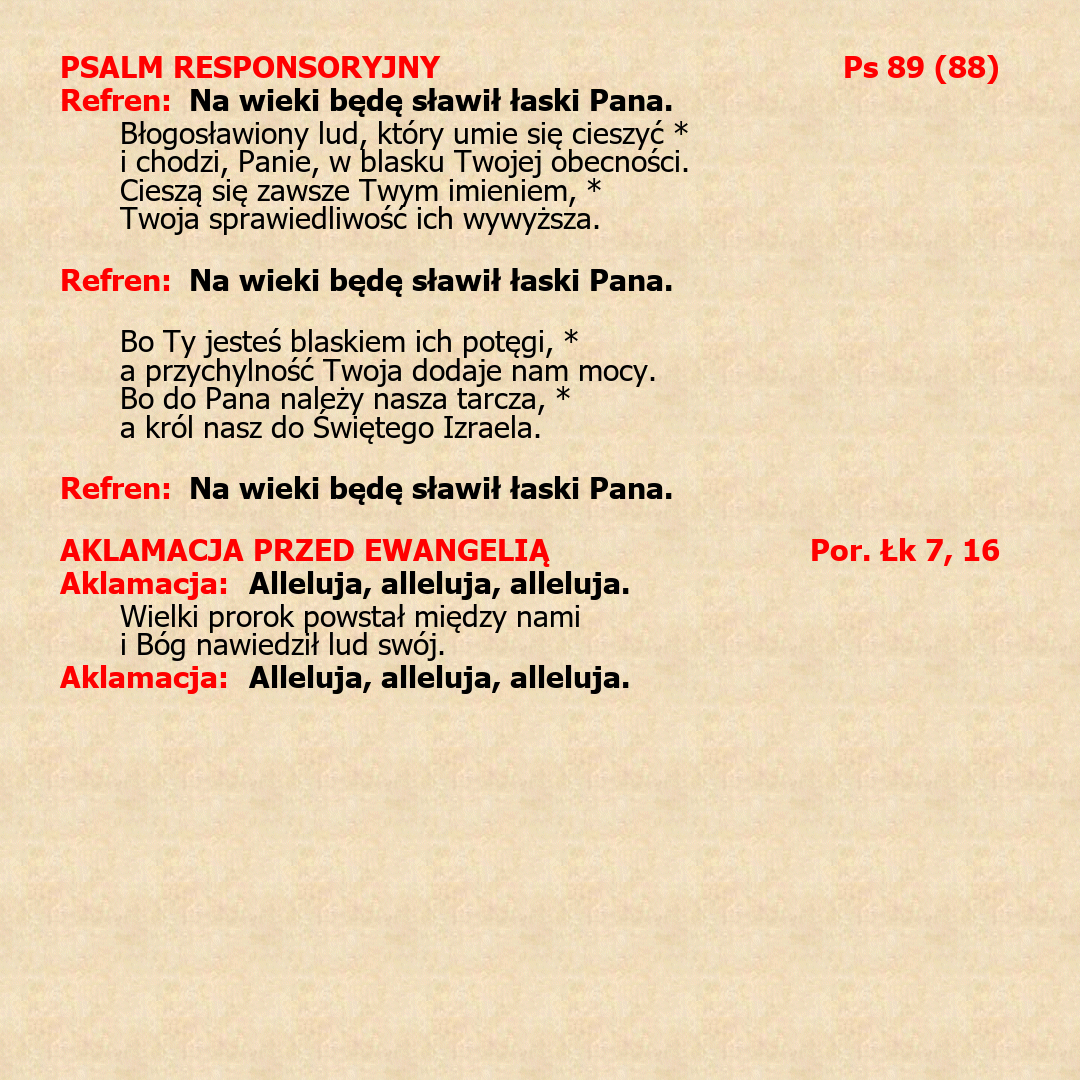 PSALM RESPONSORYJNY Ps 89 (88)
Refren: Na wieki będę sławił łaski Pana.
Błogosławiony lud, który umie się cieszyć *
i chodzi, Panie, w blasku Twojej obecności.
Cieszą się zawsze Twym imieniem, *
Twoja sprawiedliwość ich wywyższa.
Refren: Na wieki będę sławił łaski Pana.
Bo Ty jesteś blaskiem ich potęgi, *
a przychylność Twoja dodaje nam mocy.
Bo do Pana należy nasza tarcza, *
a król nasz do Świętego Izraela.
Refren: Na wieki będę sławił łaski Pana.
AKLAMACJA PRZED EWANGELIĄ Por. Łk 7, 16
Aklamacja: Alleluja, alleluja, alleluja.
Wielki prorok powstał między nami
i Bóg nawiedził lud swój.
Aklamacja: Alleluja, alleluja, alleluja.